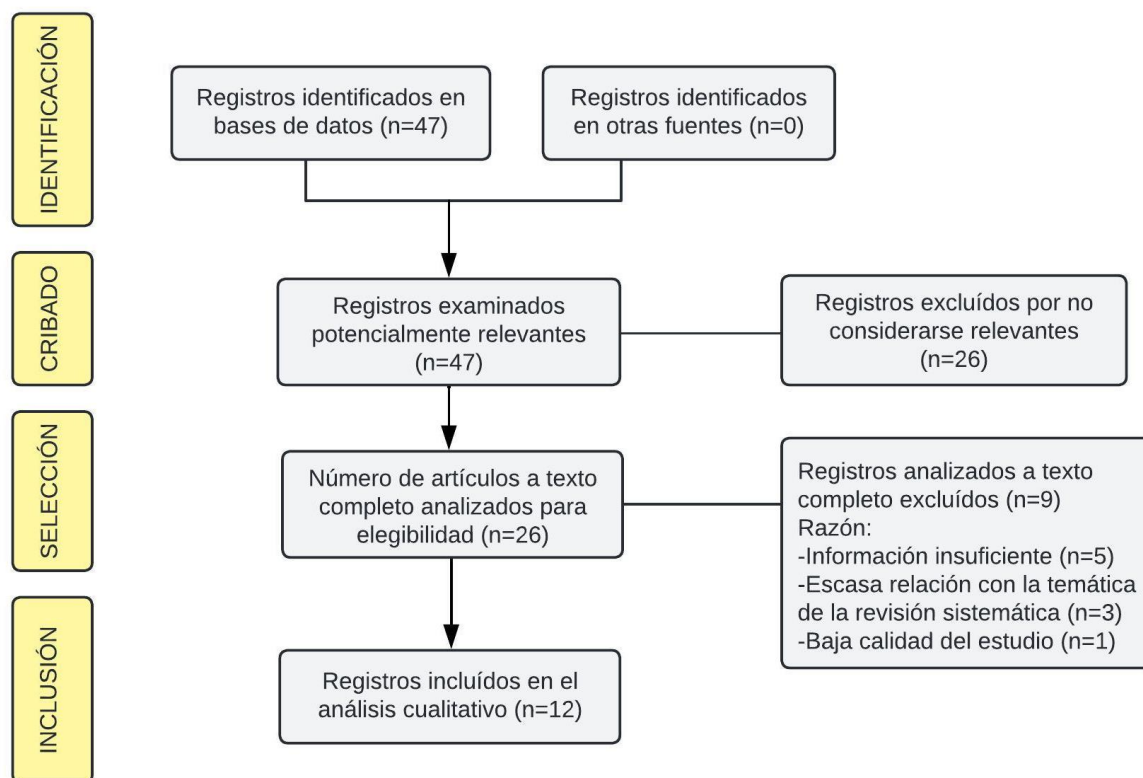 IDENTIFICACIÓN
Registros identificados en
bases de datos (n=47)
Registros identificados
en otras fuentes (n=0)
CRIBADO
Registros examinados
potencialmente relevantes
(n=47)
Registros excluídos por no
considerarse relevantes
(n=26)
SELECCIÓN
Número de artículos a texto
completo analizados para
elegibilidad (n=26)
Registros analizados a texto
completo excluídos (n=9)
Razón:
-Información insuficiente (n=5)
-Escasa relación con la temática
de la revisión sistemática (n=3)
-Baja calidad del estudio (n=1)
INCLUSIÓN
Registros incluídos en el
análisis cualitativo (n=12)